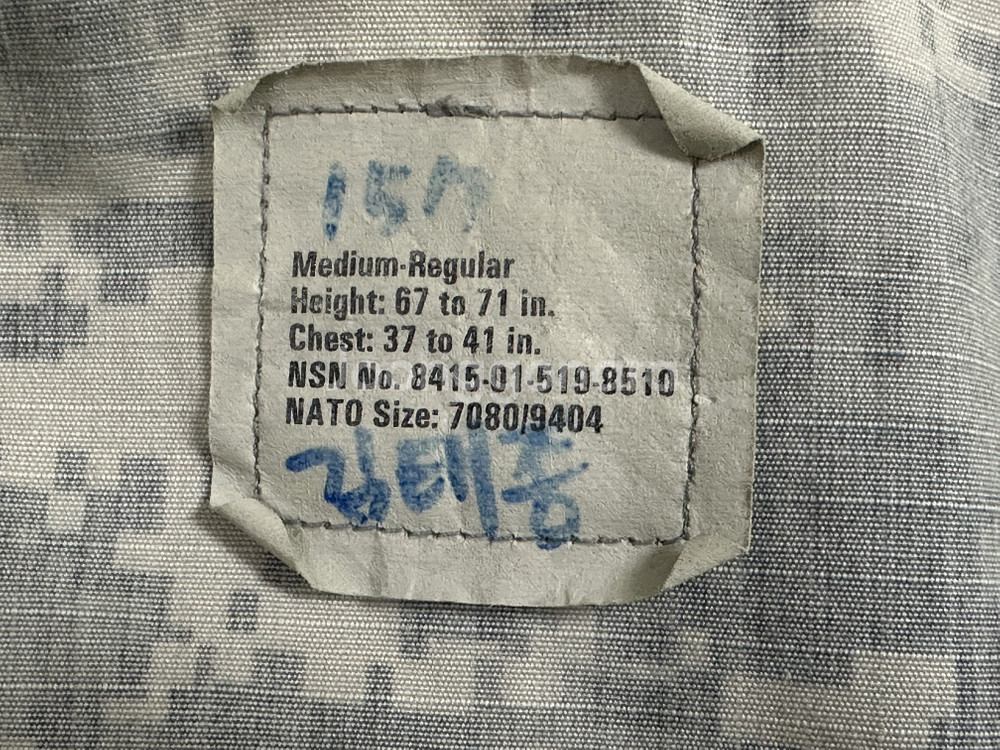 157
Medium-Regular
Height: 67 to 71 in.
Chest: 37 to 41 in.
NSN No. 8415-01-519-8510
NATO Size: 7080/9404
김태종